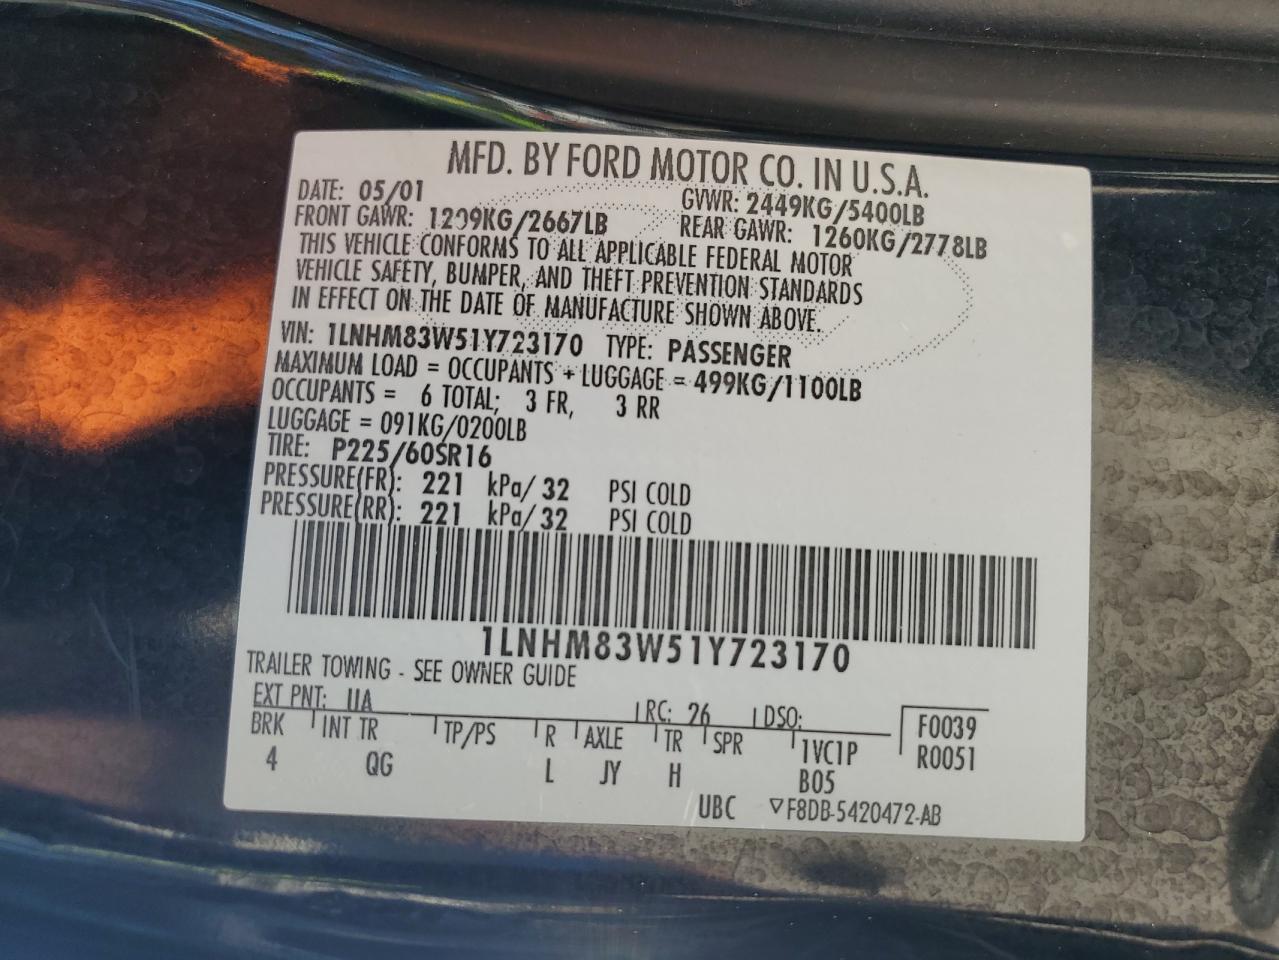 MFD. BY FORD MOTOR CO. IN U.S.A.
DATE: 05/01 GVWR: 2449KG/5400LB
FRONT GAWR: 1209KG/2667LB REAR GAWR: 1260KG/2778LB
THIS VEHICLE CONFORMS TO ALL APPLICABLE FEDERAL MOTOR
VEHICLE SAFETY, BUMPER, AND THEFT PREVENTION STANDARDS
IN EFFECT ON THE DATE OF MANUFACTURE SHOWN ABOVE.
VIN: 1LNHM83W51Y723170 TYPE: PASSENGER
MAXIMUM LOAD = OCCUPANTS + LUGGAGE = 499KG/1100LB
OCCUPANTS = 6 TOTAL; 3 FR, 3 RR
LUGGAGE = 091KG/0200LB
TIRE: P225/60SR16
PRESSURE(FR): 221 kPa/ 32 PSI COLD
PRESSURE(RR): 221 kPa/ 32 PSI COLD
1LNHM83W51Y723170
TRAILER TOWING - SEE OWNER GUIDE
EXT PNT: UA RC: 26 DSO: F0039
BRK INT TR TP/PS R AXLE TR SPR 1VC1P R0051
4 QG L JY H B05
UBC ▽F8DB-5420472-AB